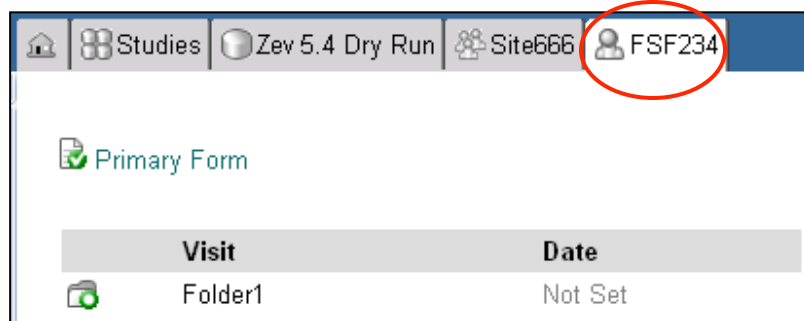 Studies Zev 5.4 Dry Run Site666 FSF234
Primary Form
Visit Date
Folder1 Not Set